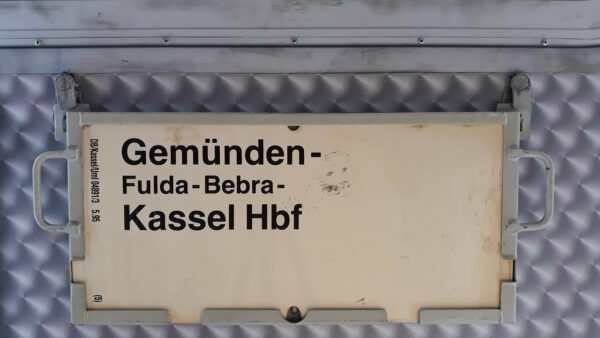 Gemünden-
Fulda-Bebra-
Kassel Hbf